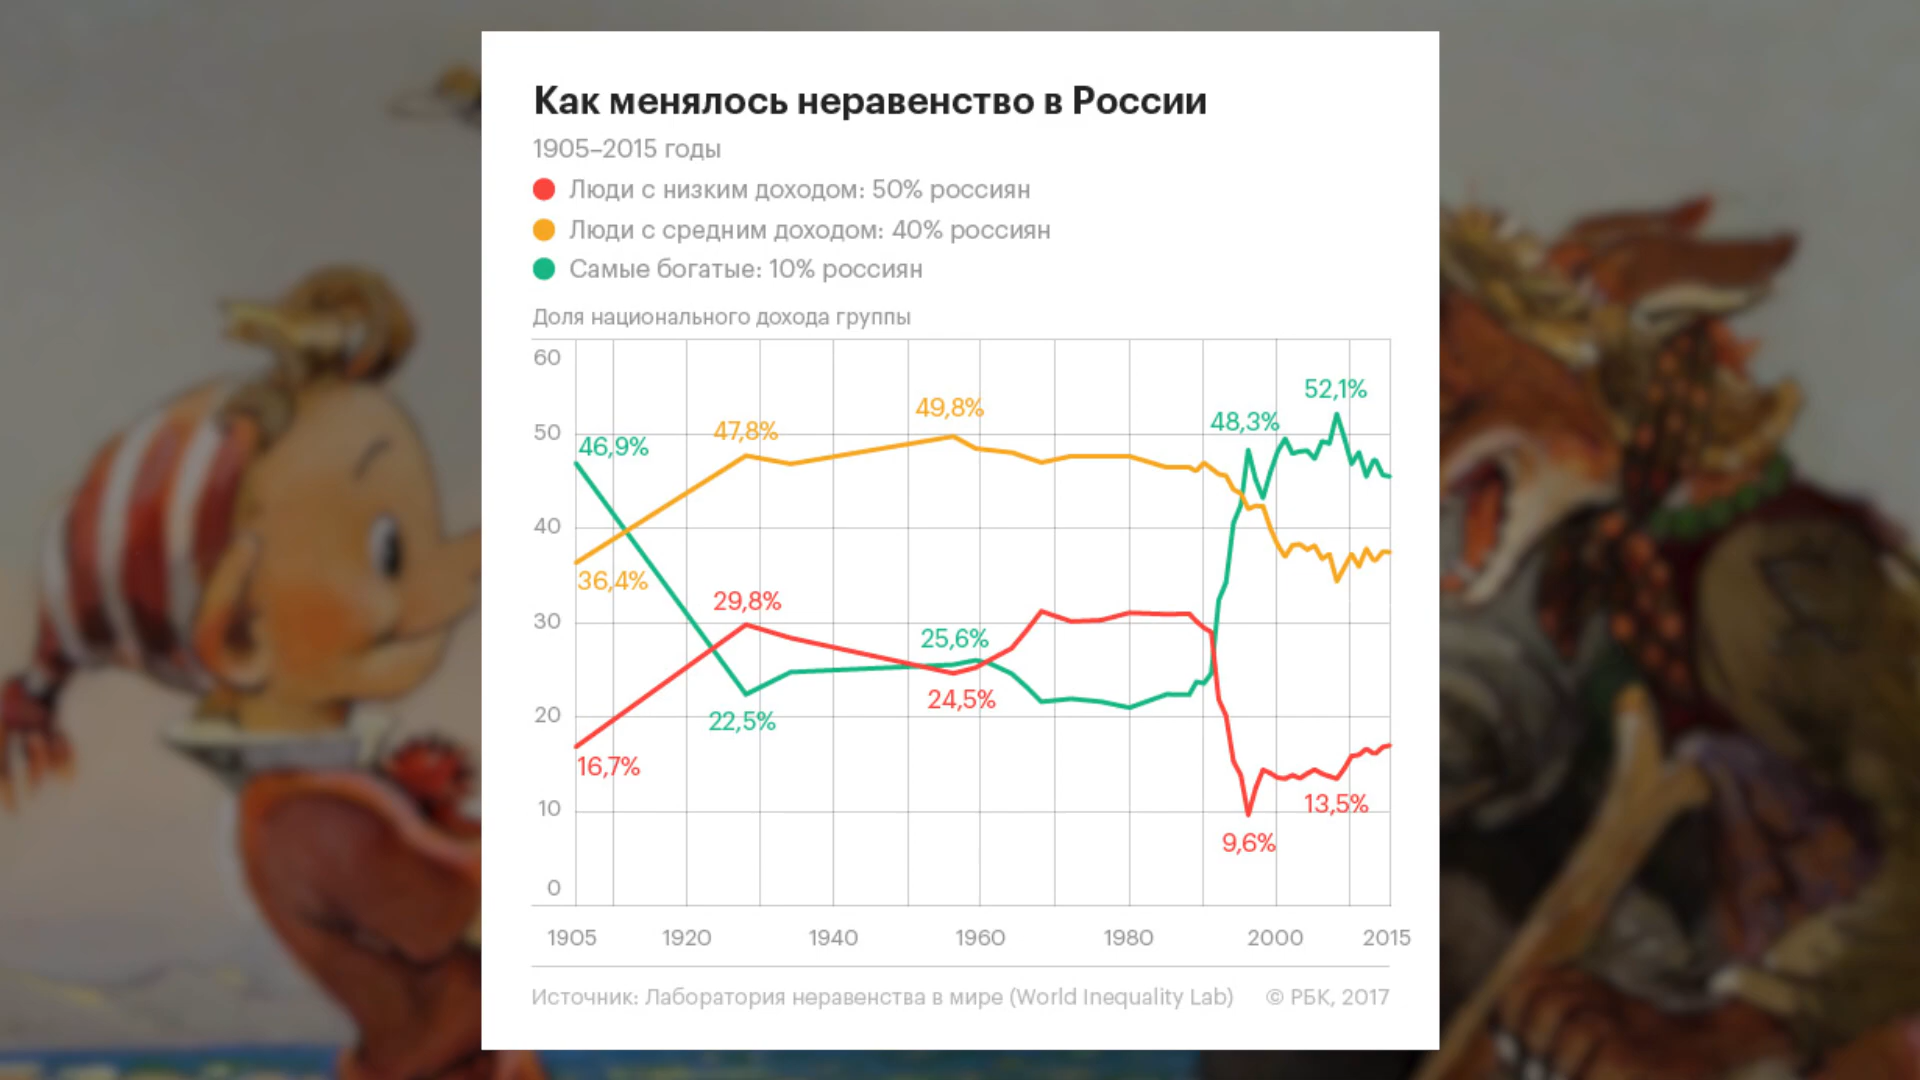 Как менялось неравенство в России
1905–2015 годы
Люди с низким доходом: 50% россиян
Люди с средним доходом: 40% россиян
Самые богатые: 10% россиян
Доля национального дохода группы
60
50
40
30
20
10
0
46,9%
36,4%
16,7%
47,8%
29,8%
22,5%
49,8%
25,6%
24,5%
48,3%
52,1%
13,5%
9,6%
1905 1920 1940 1960 1980 2000 2015
Источник: Лаборатория неравенства в мире (World Inequality Lab) © РБК, 2017